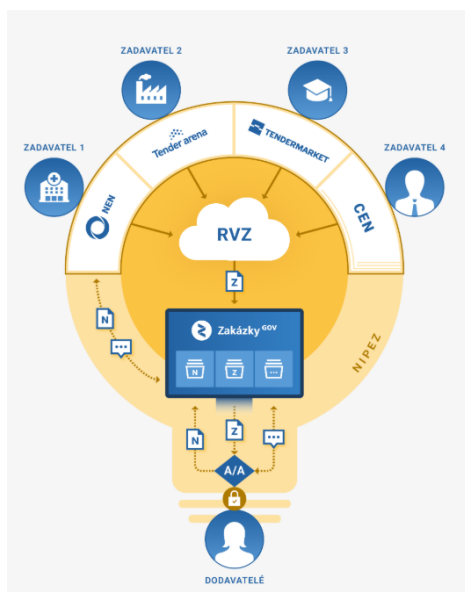 ZADAVATEL 2
ZADAVATEL 3
ZADAVATEL 1
ZADAVATEL 4
NEN
Tender arena
TENDERMARKET
CEN
RVZ
Z
N
Zakázky GOV
N
Z
NIPEZ
N
Z
A/A
DODAVATELÉ